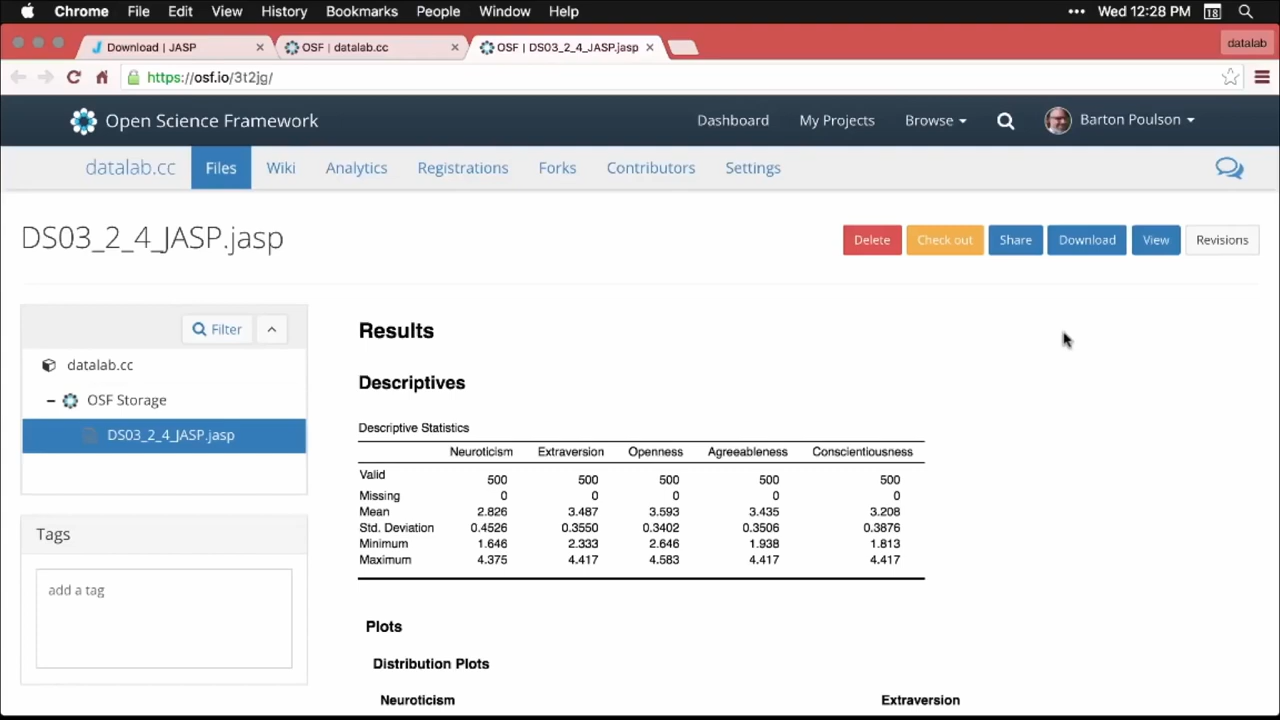 Chrome File Edit View History Bookmarks People Window Help ••• Wed 12:28 PM 18
Download | JASP × OSF | datalab.cc × OSF | DS03_2_4_JASP.jasp × datalab
https://osf.io/3t2jg/
Open Science Framework Dashboard My Projects Browse Barton Poulson
datalab.cc Files Wiki Analytics Registrations Forks Contributors Settings
DS03_2_4_JASP.jasp Delete Check out Share Download View Revisions
Filter
datalab.cc
OSF Storage
DS03_2_4_JASP.jasp
Tags
add a tag
Results
Descriptives
Descriptive Statistics
Neuroticism Extraversion Openness Agreeableness Conscientiousness
Valid 500 500 500 500 500
Missing 0 0 0 0 0
Mean 2.826 3.487 3.593 3.435 3.208
Std. Deviation 0.4526 0.3550 0.3402 0.3506 0.3876
Minimum 1.646 2.333 2.646 1.938 1.813
Maximum 4.375 4.417 4.583 4.417 4.417
Plots
Distribution Plots
Neuroticism Extraversion